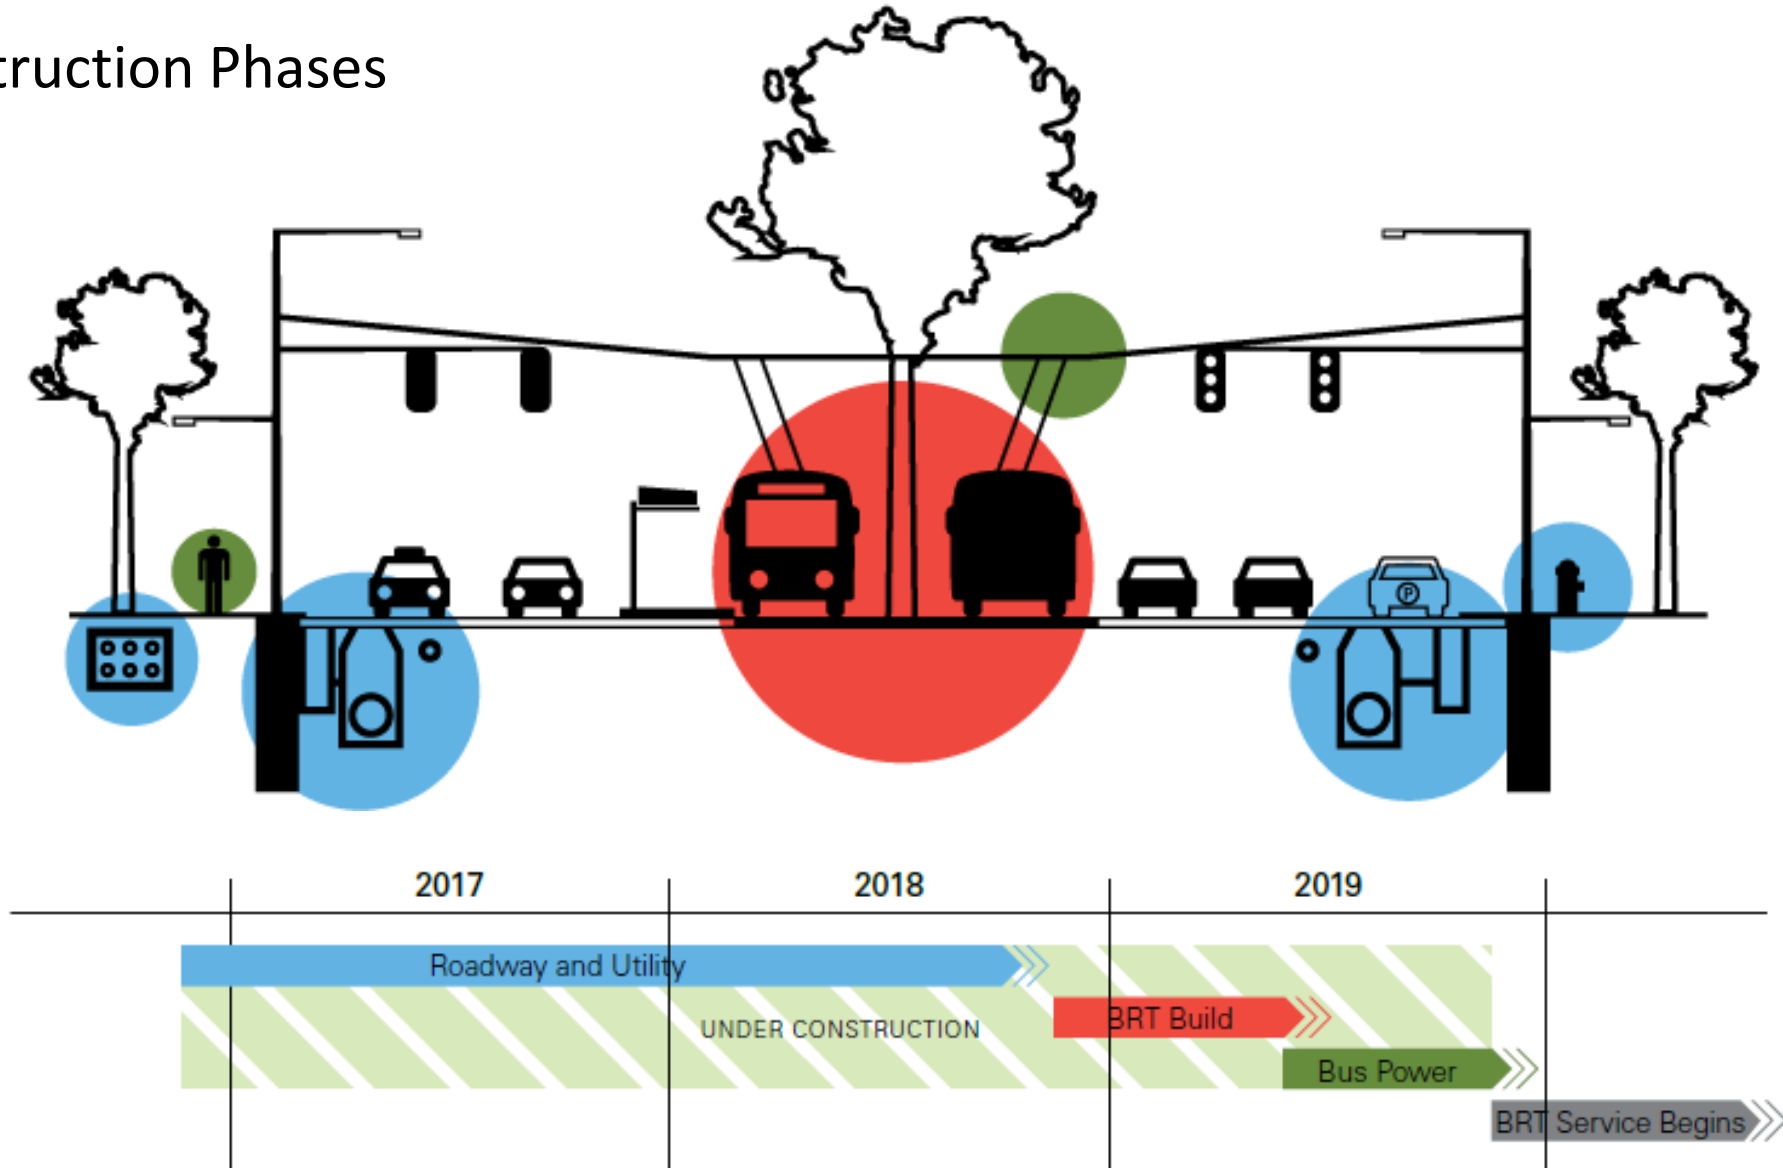 truction Phases
P
2017 2018 2019
Roadway and Utility
UNDER CONSTRUCTION
BRT Build
Bus Power
BRT Service Begins